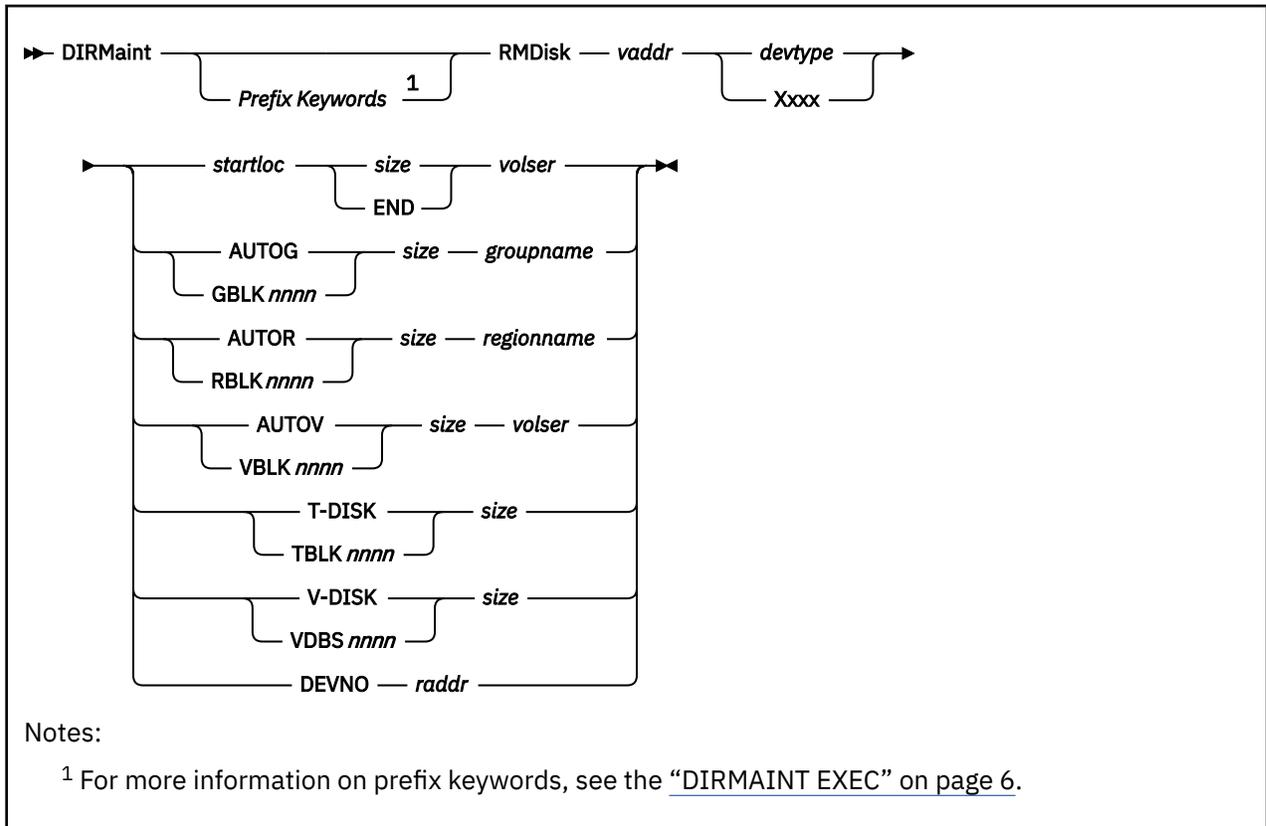 DIRMaint RMDisk vaddr devtype
Prefix Keywords 1 Xxxx
startloc size volser
END
AUTOG size groupname
GBLK nnnn
AUTOR size regionname
RBLK nnnn
AUTOV size volser
VBLK nnnn
T-DISK size
TBLK nnnn
V-DISK size
VDBS nnnn
DEVNO raddr
Notes:
1 For more information on prefix keywords, see the “DIRMAINT EXEC” on page 6.